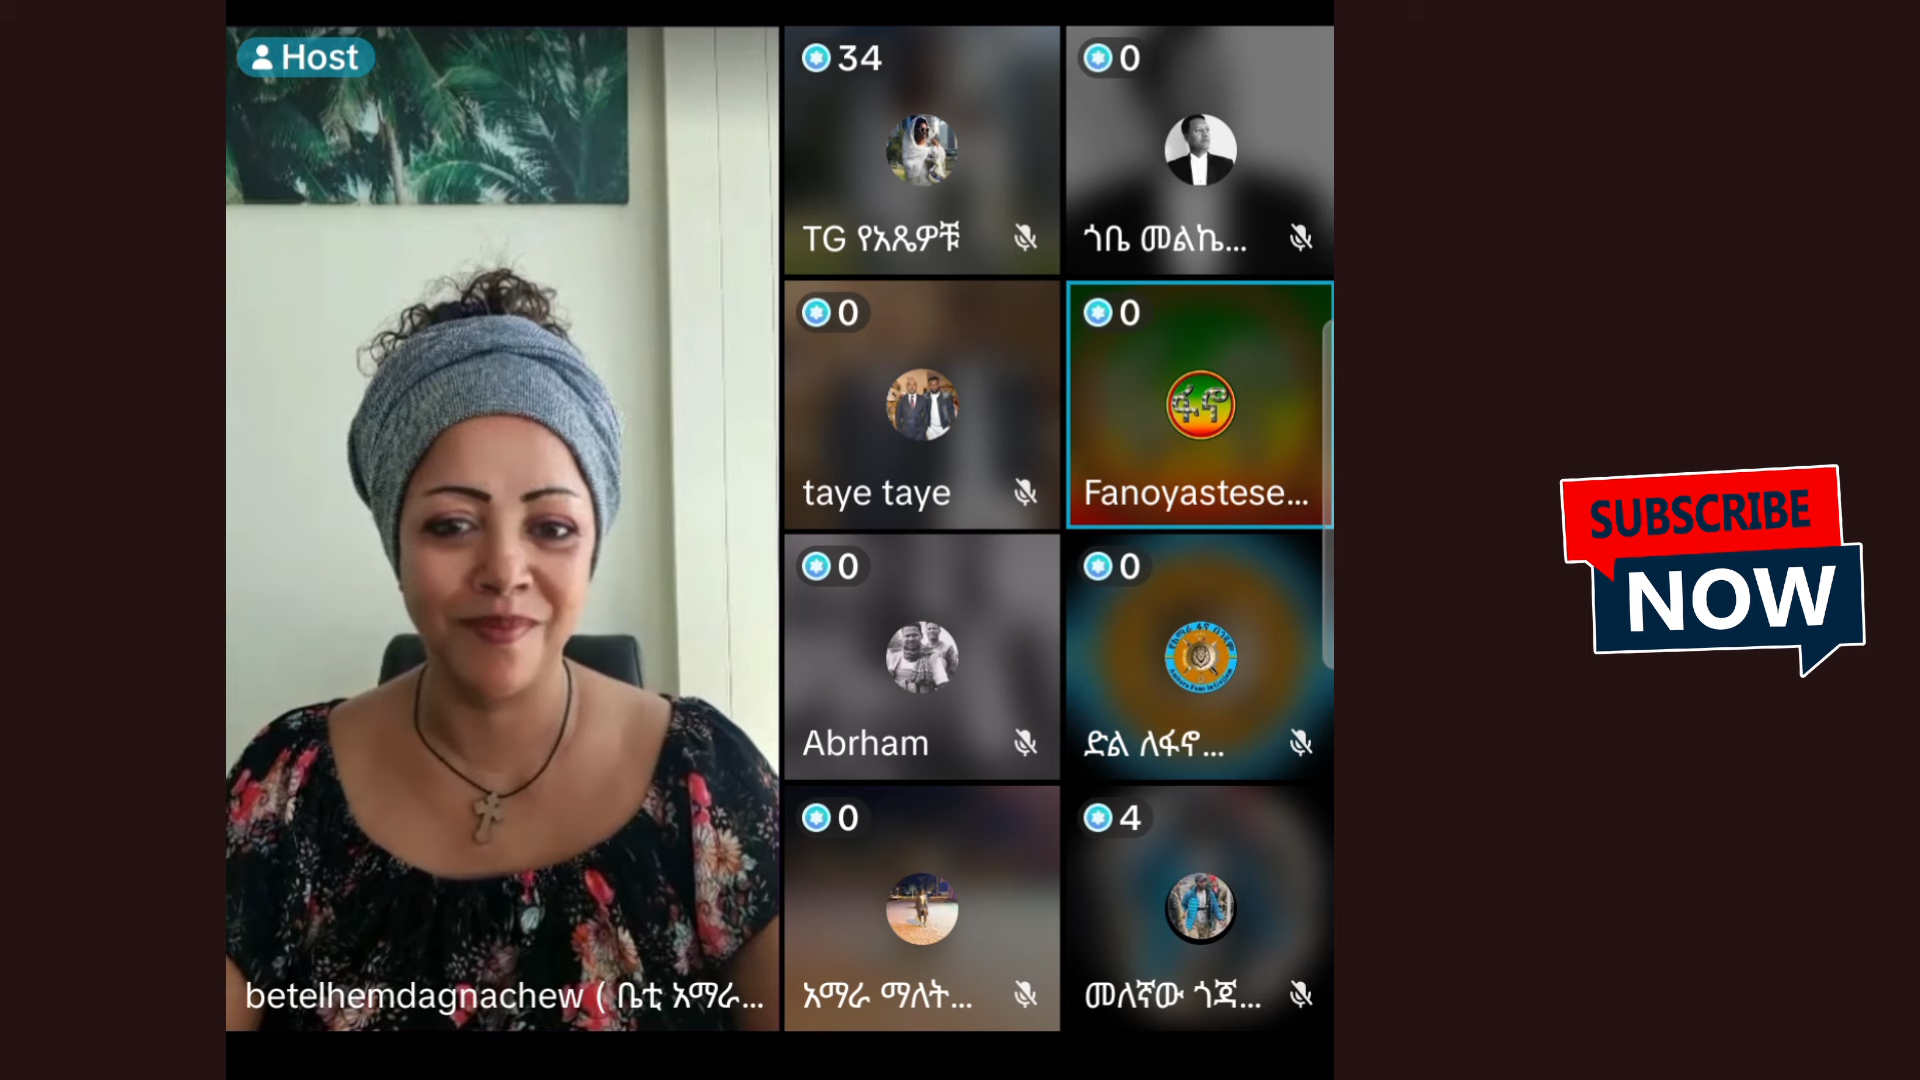 Host
betelhemdagnachew ( ቤቲ አማራ...
34
TG የአጼዎቹ
0
ጎቤ መልኬ...
0
taye taye
0
ፋኖ
Fanoyastese...
0
Abrham
0
ድል ለፋኖ...
0
አማራ ማለት...
4
መለኛው ጎጃ...
SUBSCRIBE
NOW